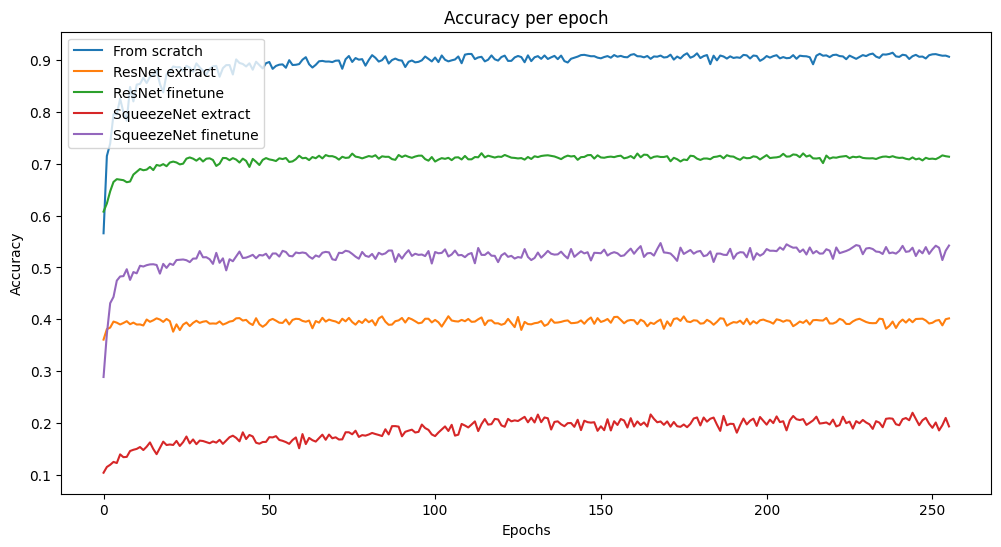 Accuracy per epoch
From scratch
ResNet extract
ResNet finetune
SqueezeNet extract
SqueezeNet finetune
Accuracy
0.9
0.8
0.7
0.6
0.5
0.4
0.3
0.2
0.1
0 50 100 150 200 250
Epochs